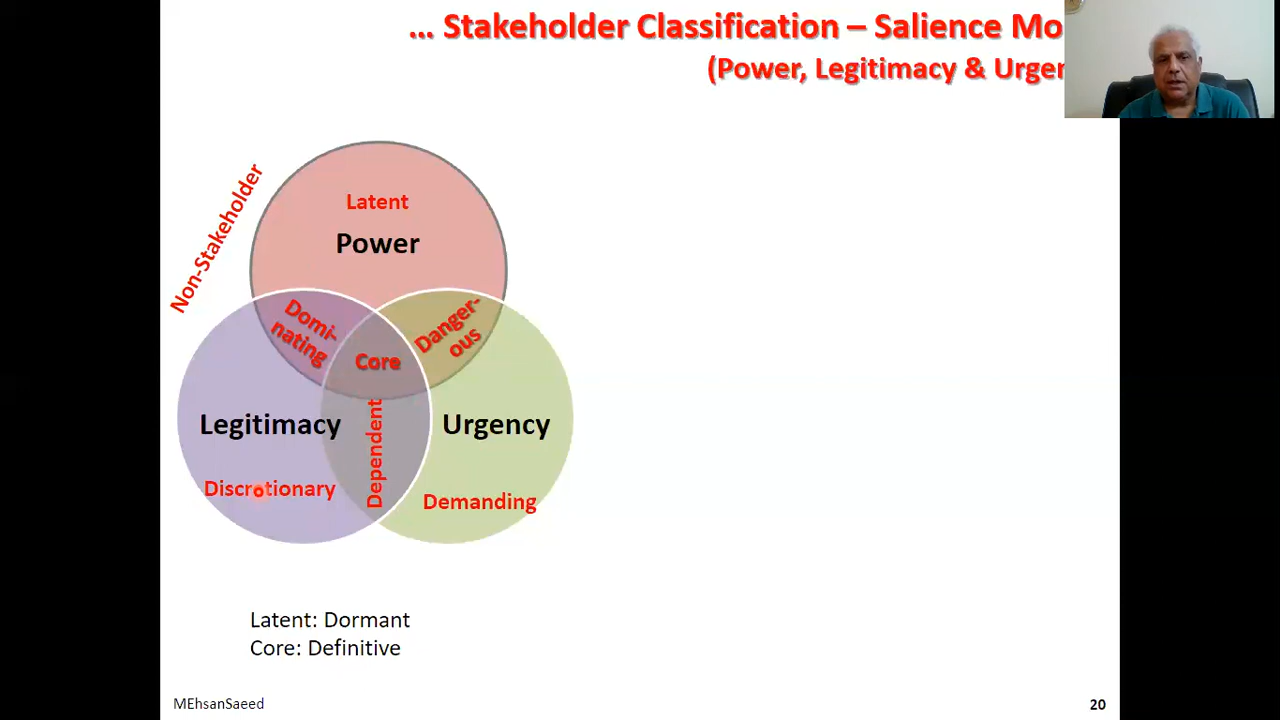 ... Stakeholder Classification – Salience Mo
(Power, Legitimacy & Urgen
Non-Stakeholder
Latent
Power
Domi-
nating
Danger-
ous
Core
Legitimacy
Urgency
Dependent
Discretionary
Demanding
Latent: Dormant
Core: Definitive
MEhsanSaeed
20